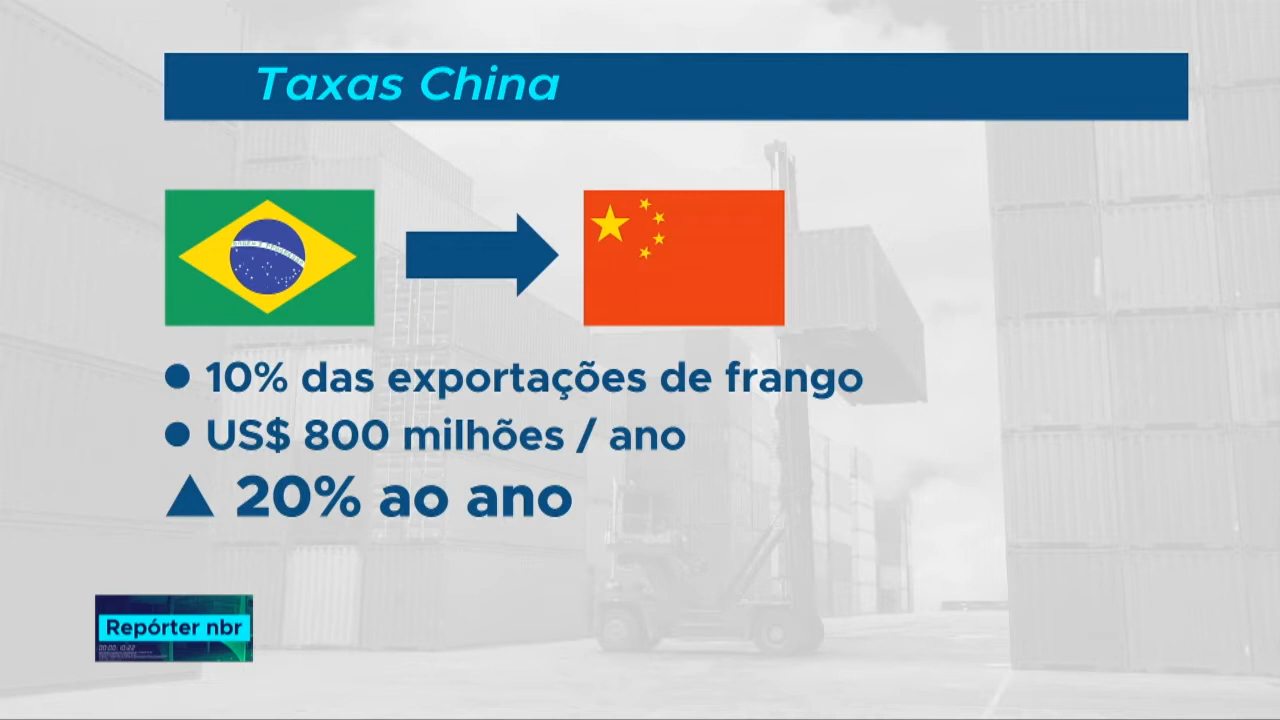 Taxas China
10% das exportações de frango
US$ 800 milhões / ano
20% ao ano
Repórter nbr